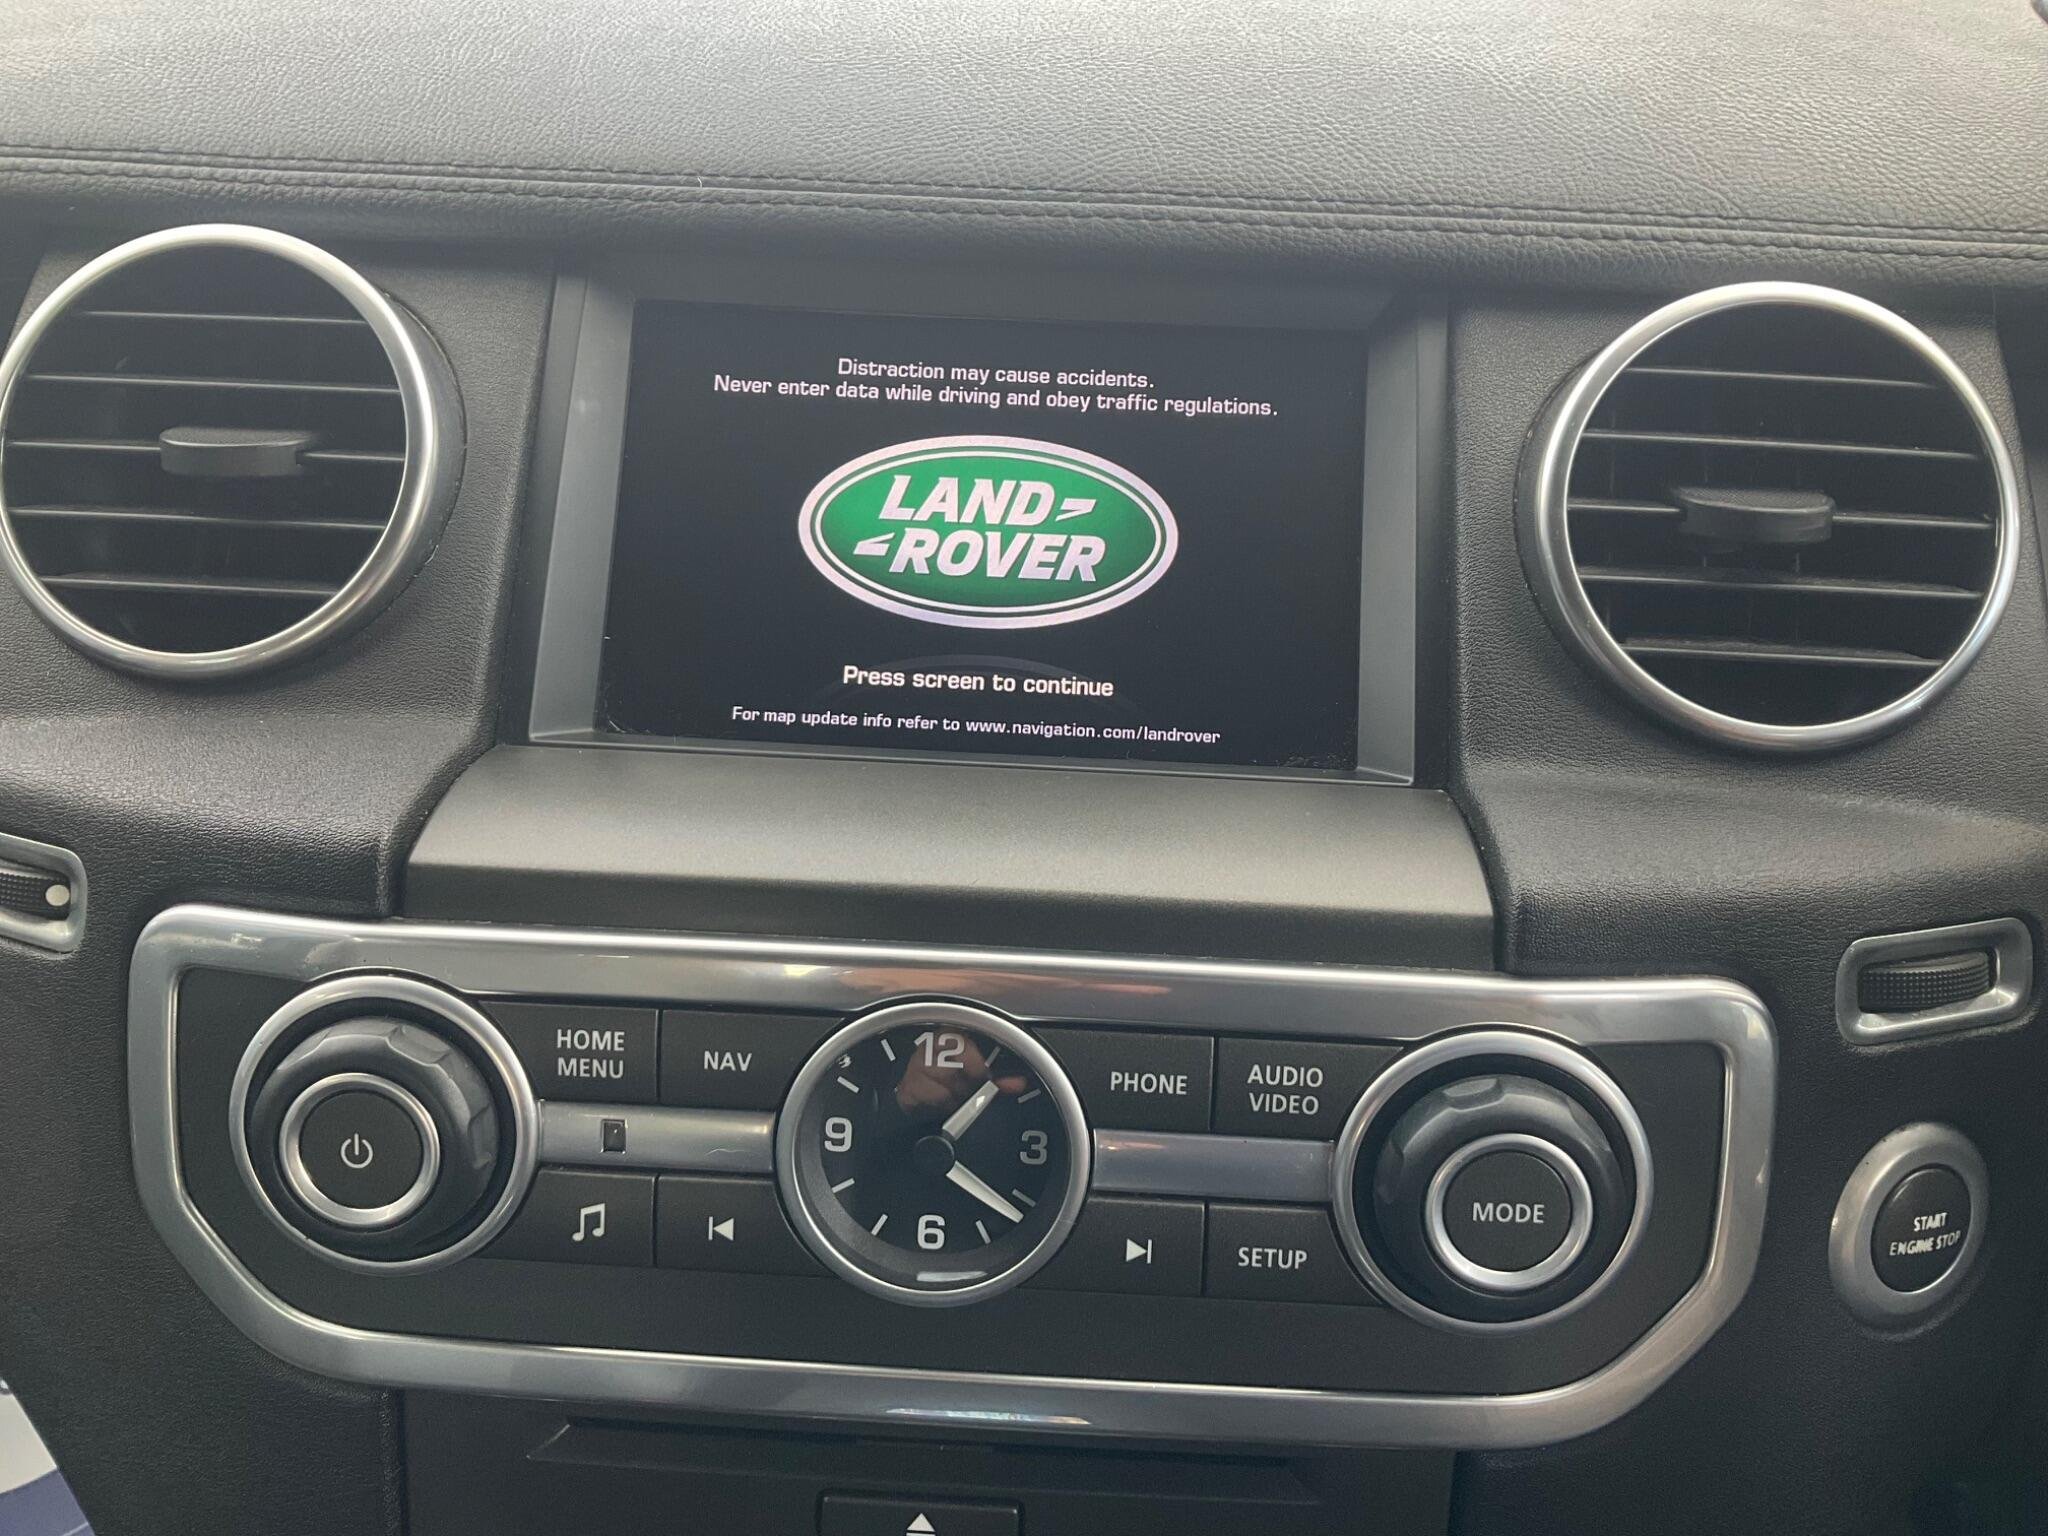 Distraction may cause accidents.
Never enter data while driving and obey traffic regulations.
LAND
ROVER
Press screen to continue
For map update info refer to www.navigation.com/landrover
HOME
MENU
NAV
12
3
6
9
PHONE
AUDIO
VIDEO
SETUP
MODE
START
ENGINE STOP